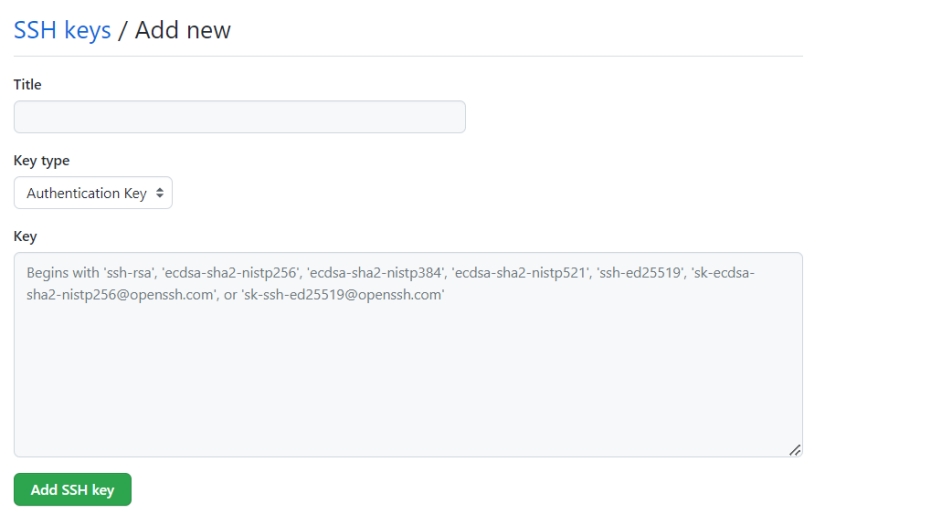 SSH keys / Add new
Title
Key type
Authentication Key
Key
Begins with 'ssh-rsa', 'ecdsa-sha2-nistp256', 'ecdsa-sha2-nistp384', 'ecdsa-sha2-nistp521', 'ssh-ed25519', 'sk-ecdsa-
sha2-nistp256@openssh.com', or 'sk-ssh-ed25519@openssh.com'
Add SSH key